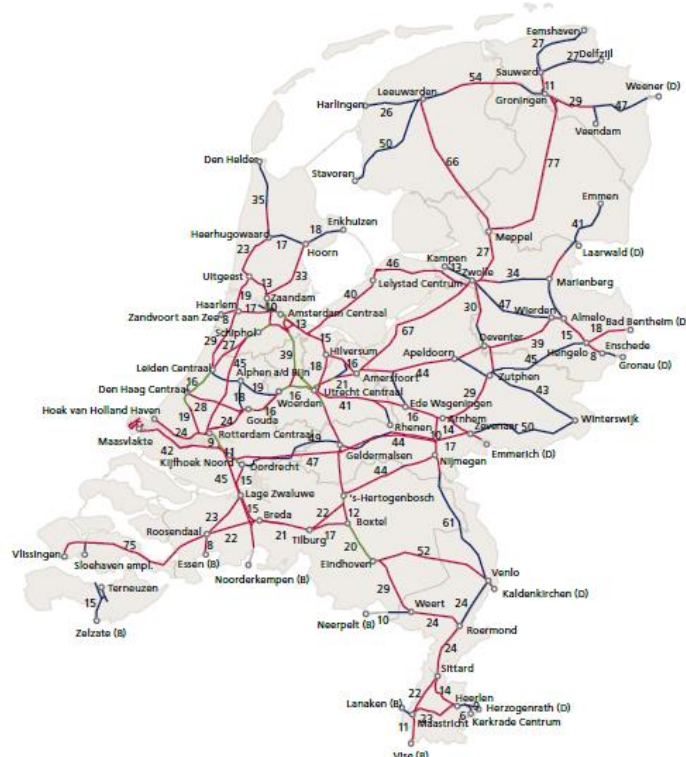 Eemshaven
27
27 Delfzijl
Sauwerd
11
54
Leeuwarden
Groningen
Weener (D)
Harlingen
26
29
47
Veendam
50
Stavoren
66
77
Den Helder
Emmen
35
Enkhuizen
41
Heerhugowaard
18
17
Hoorn
Meppel
Laarwald (D)
23
27
Kampen
Uitgeest
33
46
13
Zwolle
34
Marienberg
13
Zaandam
Lelystad Centrum
19
40
Haarlem
10
Amsterdam Centraal
30
47
Wierden
Almelo
Zandvoort aan Zee
8
17
13
67
Bad Bentheim (D)
Schiphol
15
18
29
27
39
Hilversum
Deventer
39
15
Enschede
Apeldoorn
Hengelo
8
Gronau (D)
45
18
16
44
45
Leiden Centraal
Alphen a/d Rijn
21
Amersfoort
Zutphen
16
19
16
Utrecht Centraal
43
Den Haag Centraal
Woerden
41
Ede Wageningen
29
28
18
16
16
Arnhem
Hoek van Holland Haven
Gouda
Rhenen
14
Zevenaar
50
Winterswijk
19
24
24
Rotterdam Centraal
49
44
10
Maasvlakte
9
17
Emmerich (D)
42
11
Geldermalsen
Kijfhoek Noord
Dordrecht
47
Nijmegen
45
15
44
Lage Zwaluwe
's-Hertogenbosch
23
15
Breda
22
12
61
Roosendaal
Boxtel
22
21
Tilburg
17
Vlissingen
75
8
20
52
Sloehaven empl.
Essen (B)
Eindhoven
Noorderkempen (B)
Venlo
Terneuzen
29
Kaldenkirchen (D)
15
Weert
24
Neerpelt (B)
10
24
Zelzate (B)
Roermond
24
Sittard
22
14
Heerlen
Lanaken (B)
Herzogenrath (D)
23
6
Kerkrade Centrum
11
Maastricht
Vise (B)